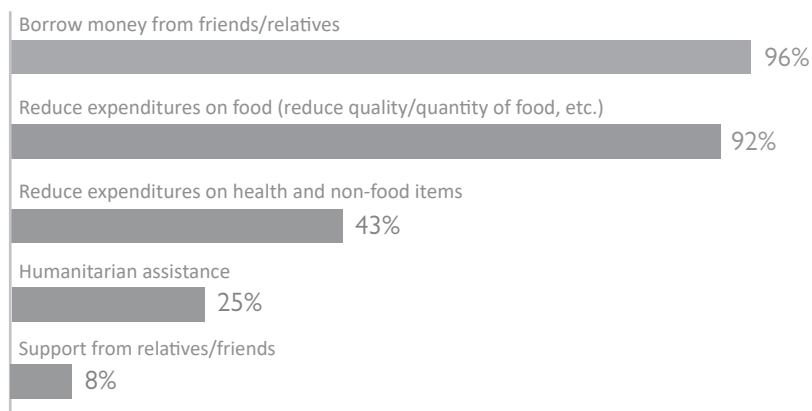 Borrow money from friends/relatives
96%
Reduce expenditures on food (reduce quality/quantity of food, etc.)
92%
Reduce expenditures on health and non-food items
43%
Humanitarian assistance
25%
Support from relatives/friends
8%